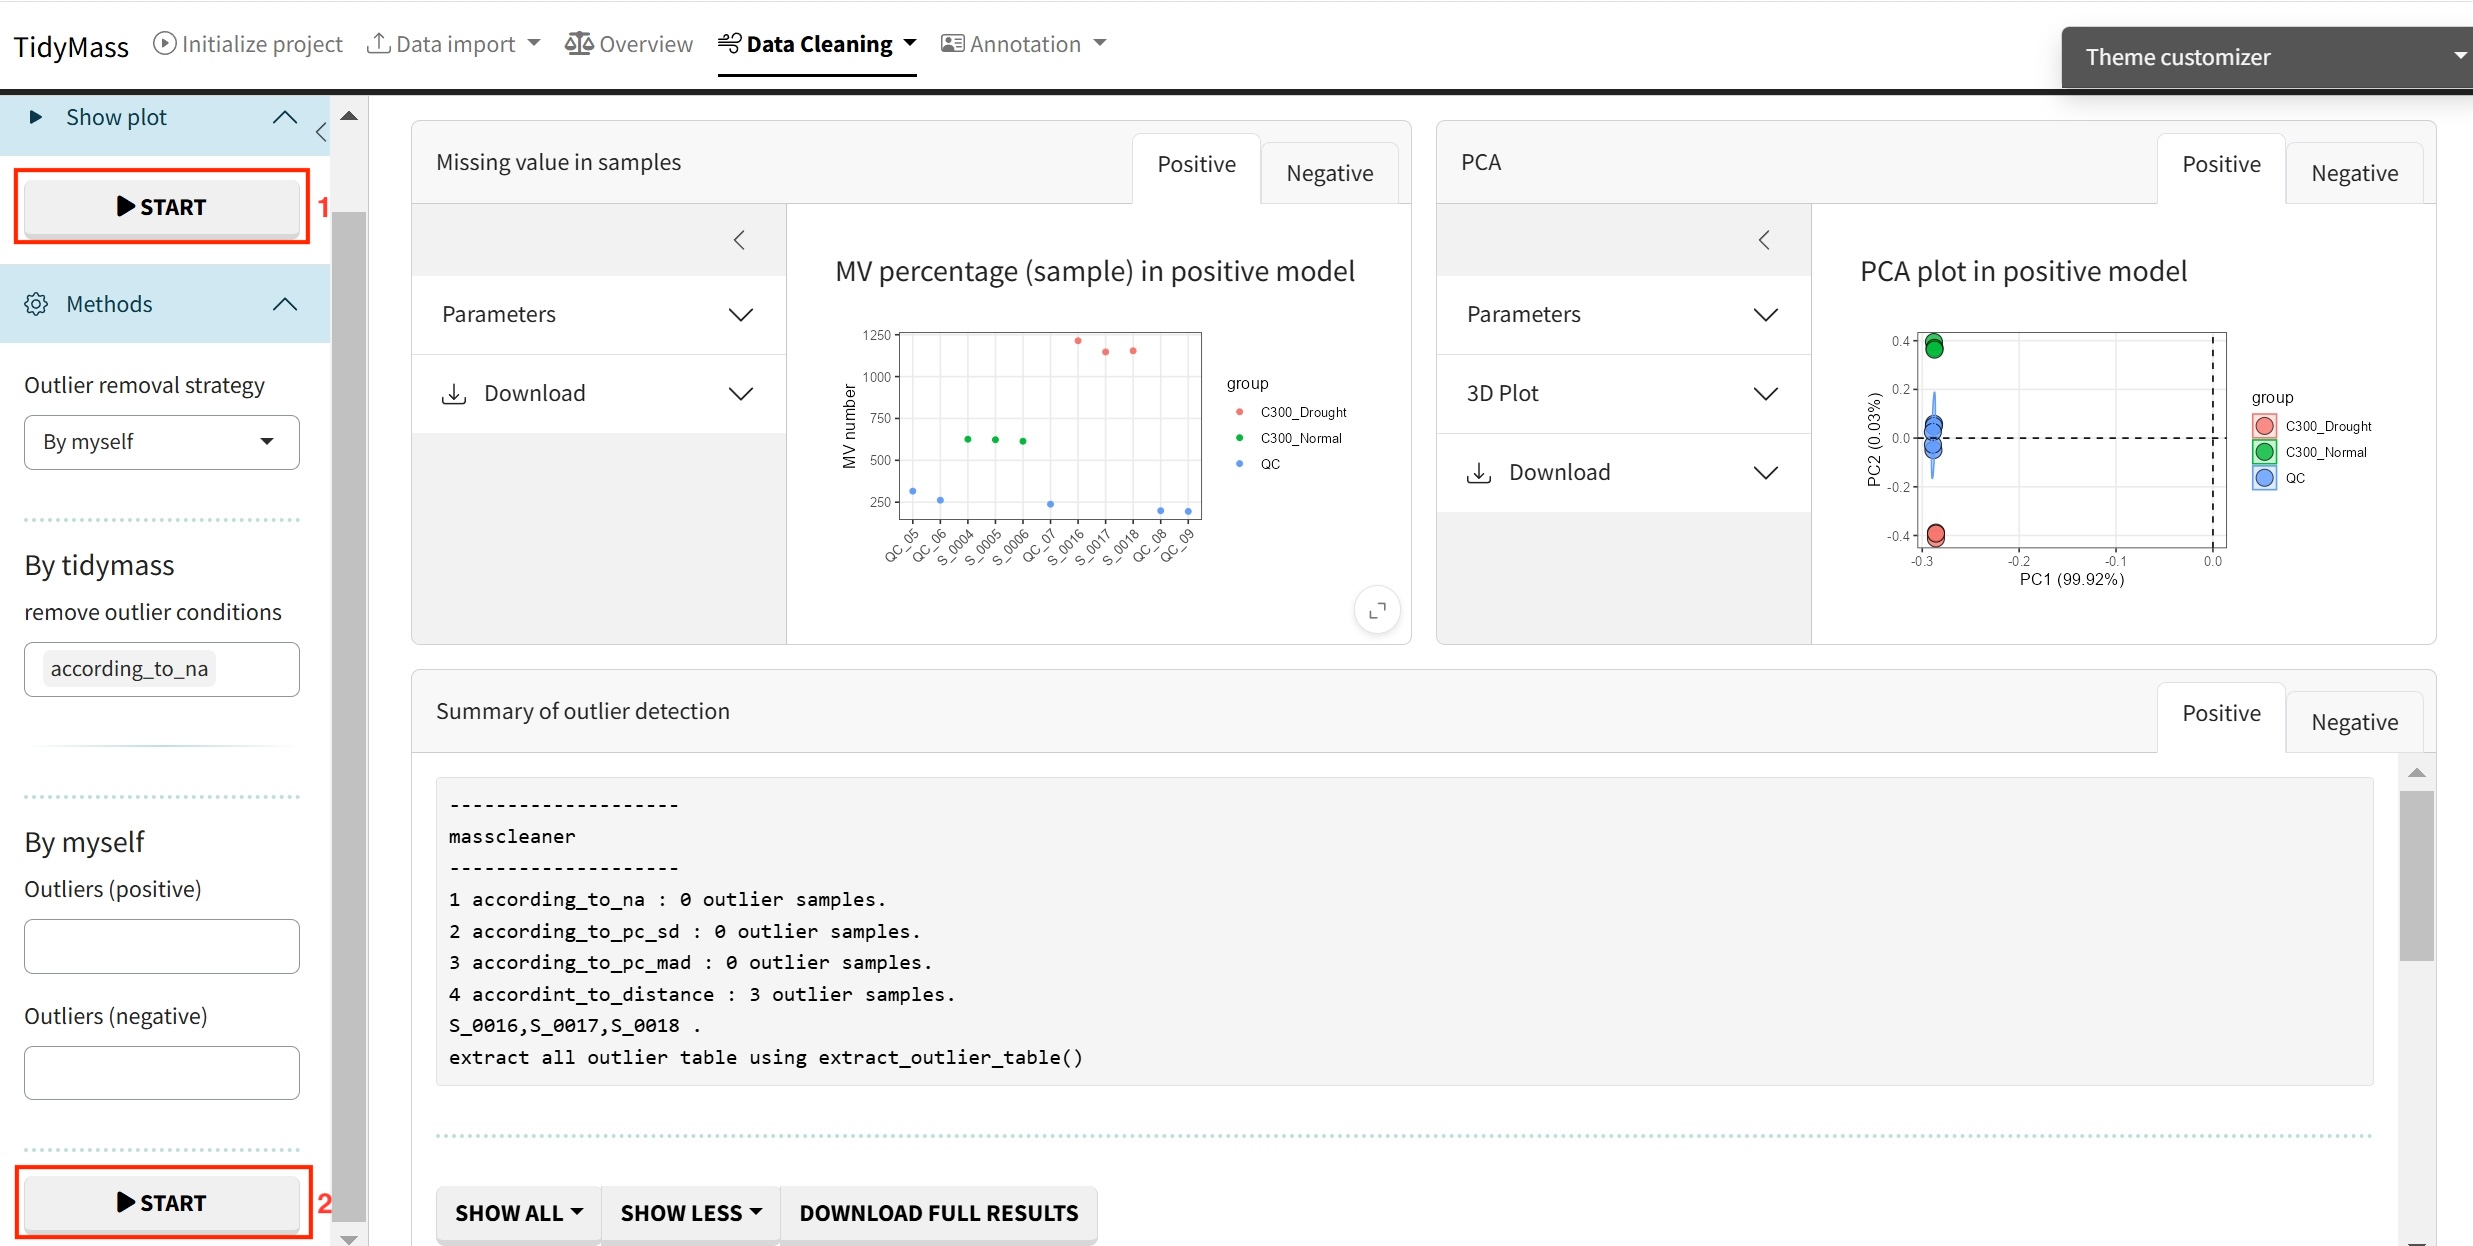 TidyMass
Initialize project
Data import
Overview
Data Cleaning
Annotation
Theme customizer
Show plot
START
1
Methods
Outlier removal strategy
By myself
By tidymass
remove outlier conditions
according_to_na
By myself
Outliers (positive)
Outliers (negative)
START
2
Missing value in samples
Positive
Negative
Parameters
Download
MV percentage (sample) in positive model
1250
1000
750
500
250
MV number
QC_05
QC_06
S_0004
S_0005
S_0006
QC_07
S_0016
S_0017
S_0018
QC_08
QC_09
group
C300_Drought
C300_Normal
QC
PCA
Positive
Negative
Parameters
3D Plot
Download
PCA plot in positive model
0.4
0.2
0.0
-0.2
-0.4
PC2 (0.03%)
-0.3
-0.2
-0.1
0.0
PC1 (99.92%)
group
C300_Drought
C300_Normal
QC
Summary of outlier detection
Positive
Negative
--------------------
masscleaner
--------------------
1 according_to_na : 0 outlier samples.
2 according_to_pc_sd : 0 outlier samples.
3 according_to_pc_mad : 0 outlier samples.
4 accordint_to_distance : 3 outlier samples.
S_0016,S_0017,S_0018 .
extract all outlier table using extract_outlier_table()
SHOW ALL
SHOW LESS
DOWNLOAD FULL RESULTS